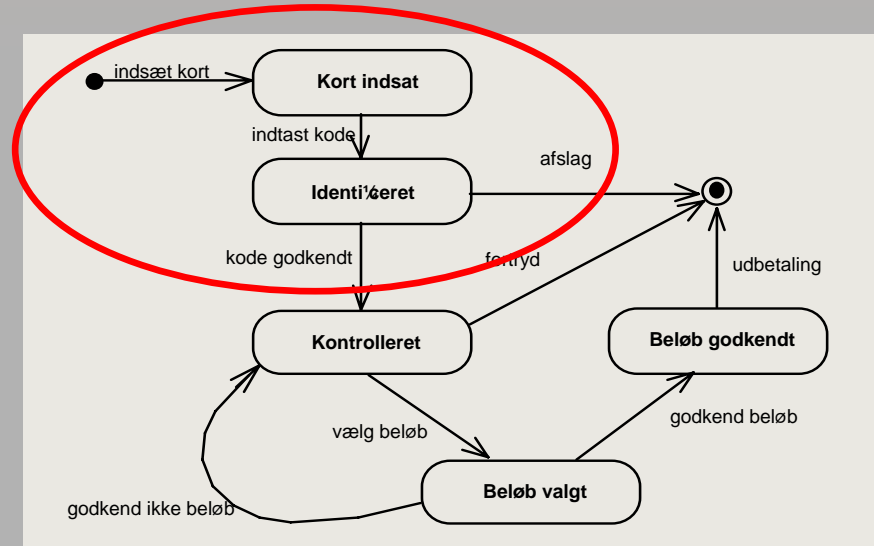 indsæt kort
Kort indsat
indtast kode
afslag
Identi¼ceret
kode godkendt
fortryd
udbetaling
Kontrolleret
Beløb godkendt
vælg beløb
godkend beløb
Beløb valgt
godkend ikke beløb